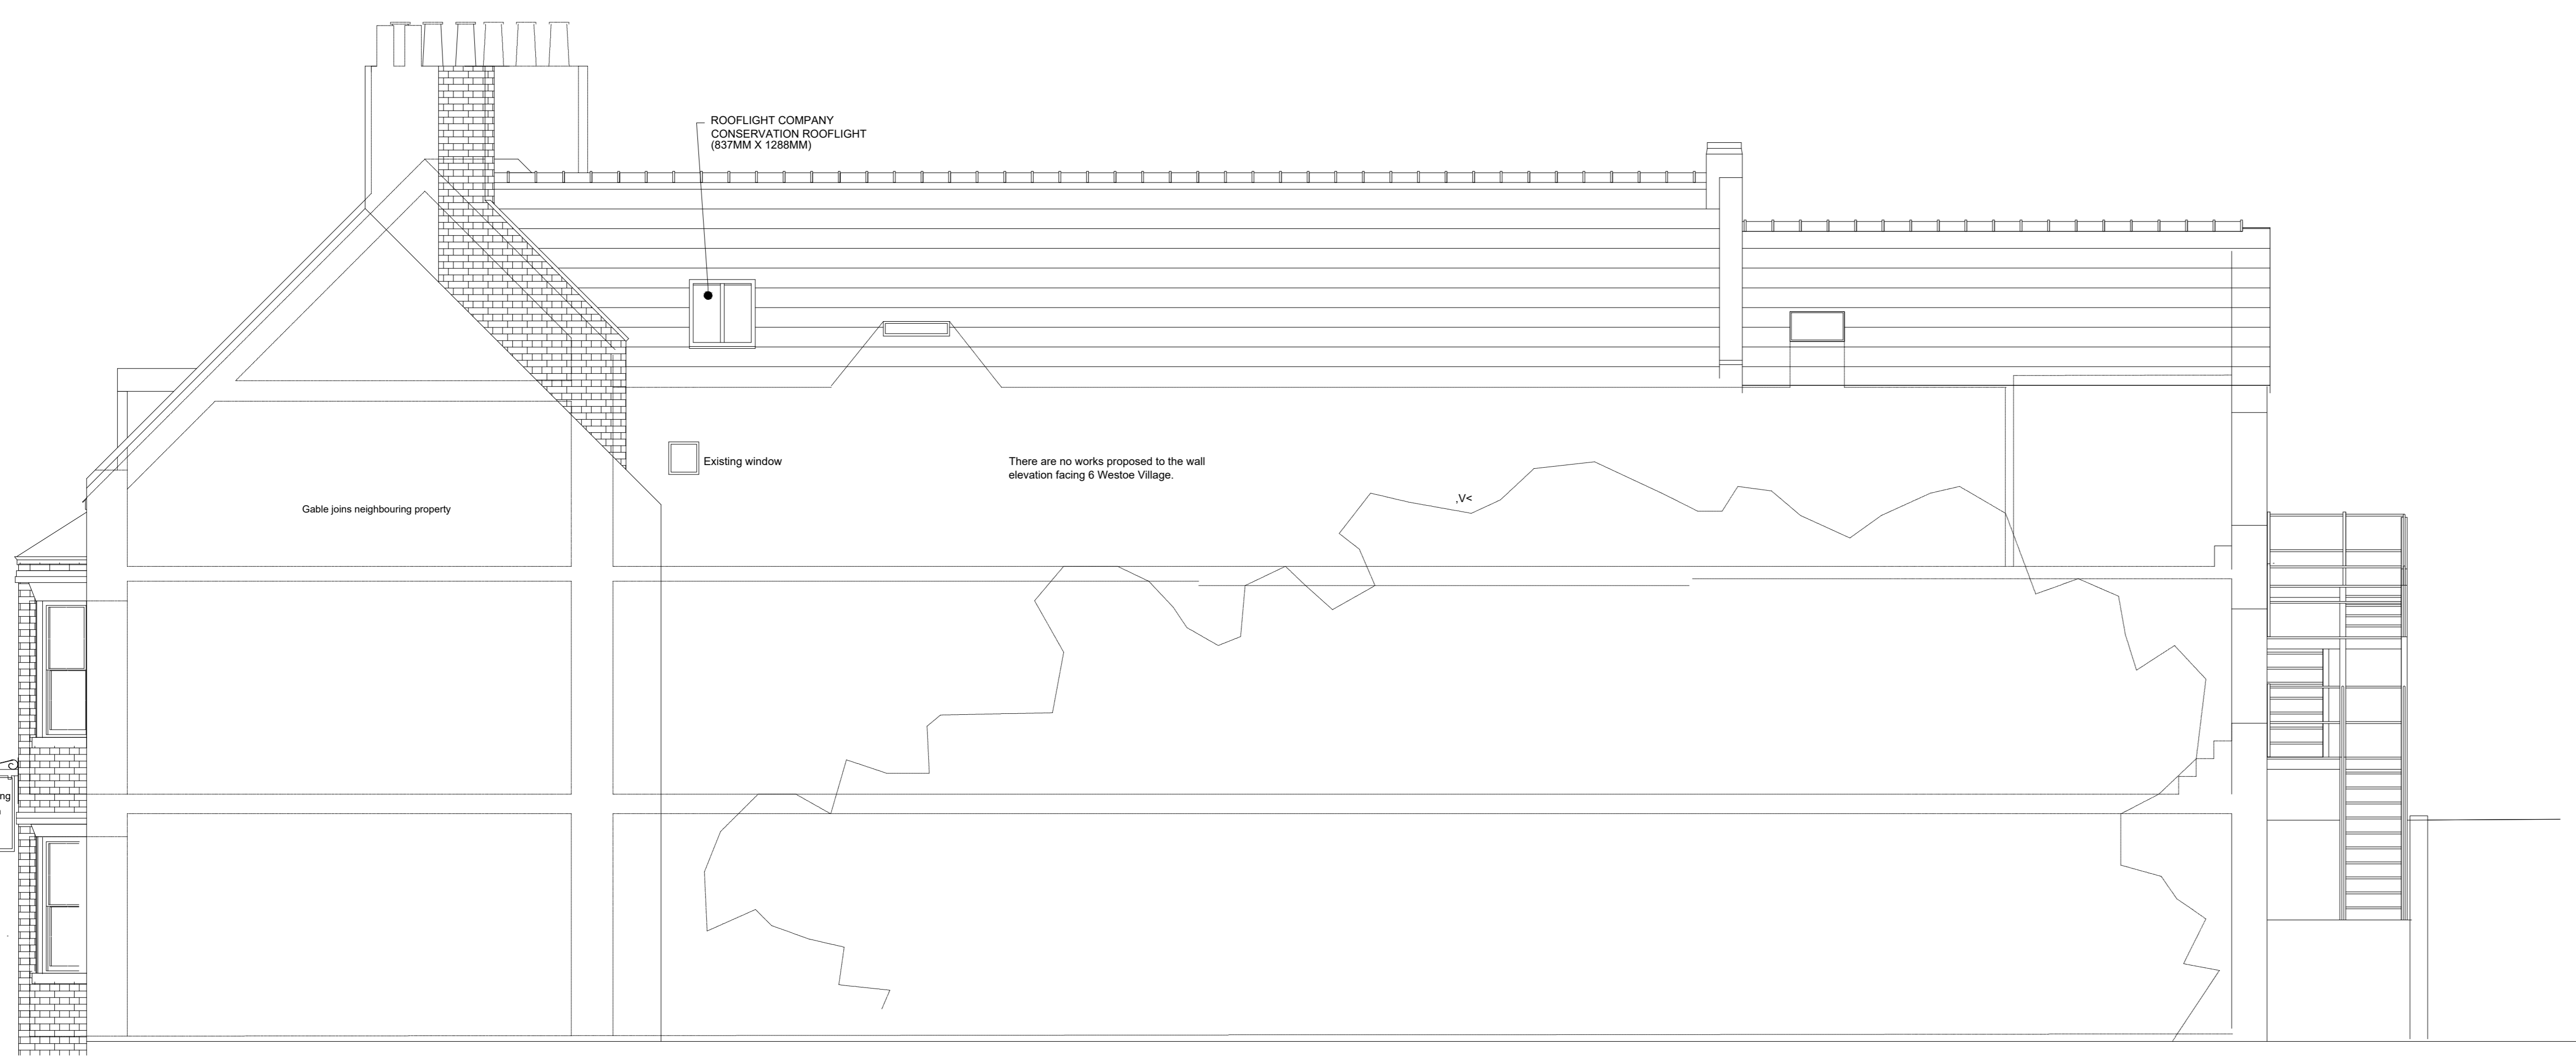 ROOFLIGHT COMPANY
CONSERVATION ROOFLIGHT
(837MM X 1288MM)
Existing window
There are no works proposed to the wall
elevation facing 6 Westoe Village.
,V<
Gable joins neighbouring property
ng